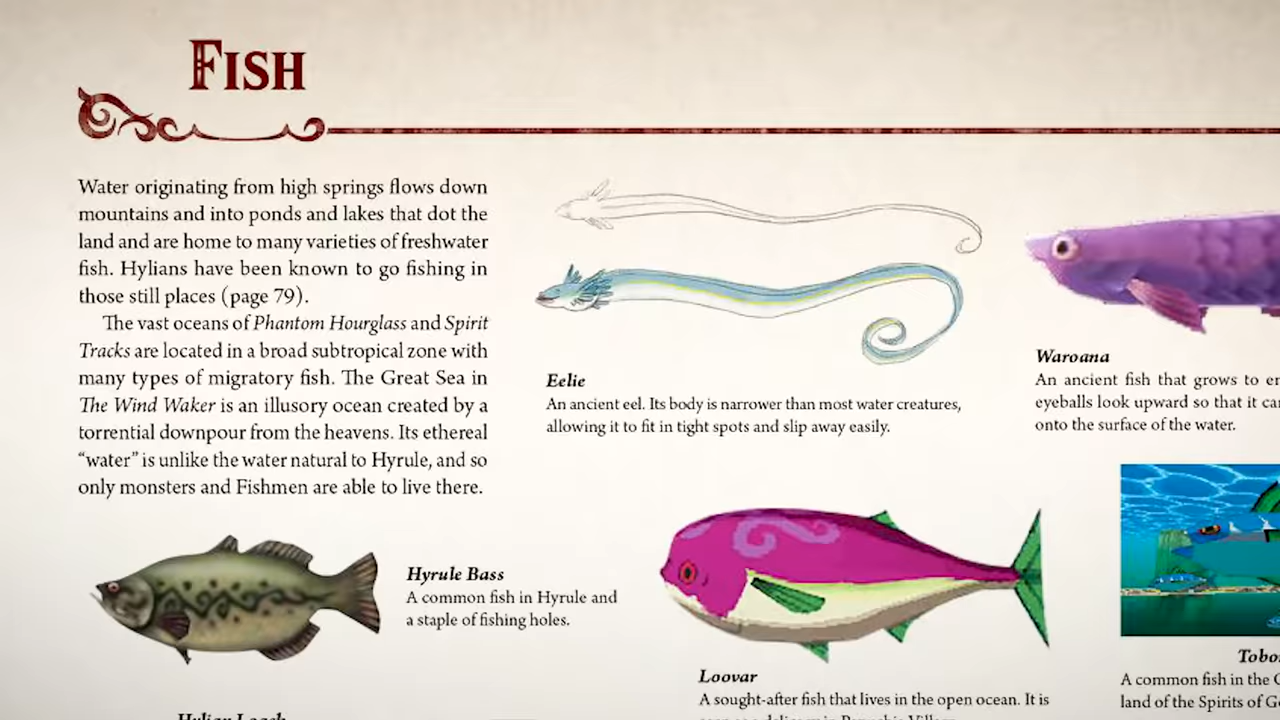 FISH
Water originating from high springs flows down
mountains and into ponds and lakes that dot the
land and are home to many varieties of freshwater
fish. Hylians have been known to go fishing in
those still places (page 79).
The vast oceans of Phantom Hourglass and Spirit
Tracks are located in a broad subtropical zone with
many types of migratory fish. The Great Sea in
The Wind Waker is an illusory ocean created by a
torrential downpour from the heavens. Its ethereal
“water” is unlike the water natural to Hyrule, and so
only monsters and Fishmen are able to live there.
Eelie
An ancient eel. Its body is narrower than most water creatures,
allowing it to fit in tight spots and slip away easily.
Waroana
An ancient fish that grows to
eyeballs look upward so that it
onto the surface of the water.
Hyrule Bass
A common fish in Hyrule and
a staple of fishing holes.
Loovar
A sought-after fish that lives in the open ocean. It is
A common fish in the
land of the Spirits of